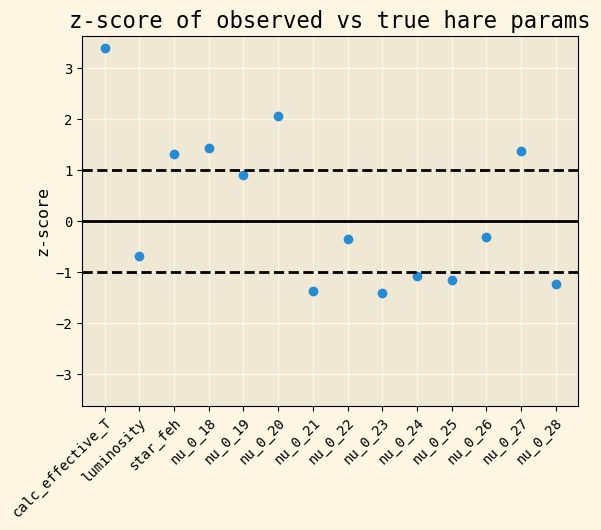 z-score of observed vs true hare params
z-score
3
2
1
0
−1
−2
−3
calc_effective_T
luminosity
star_feh
nu_0_18
nu_0_19
nu_0_20
nu_0_21
nu_0_22
nu_0_23
nu_0_24
nu_0_25
nu_0_26
nu_0_27
nu_0_28